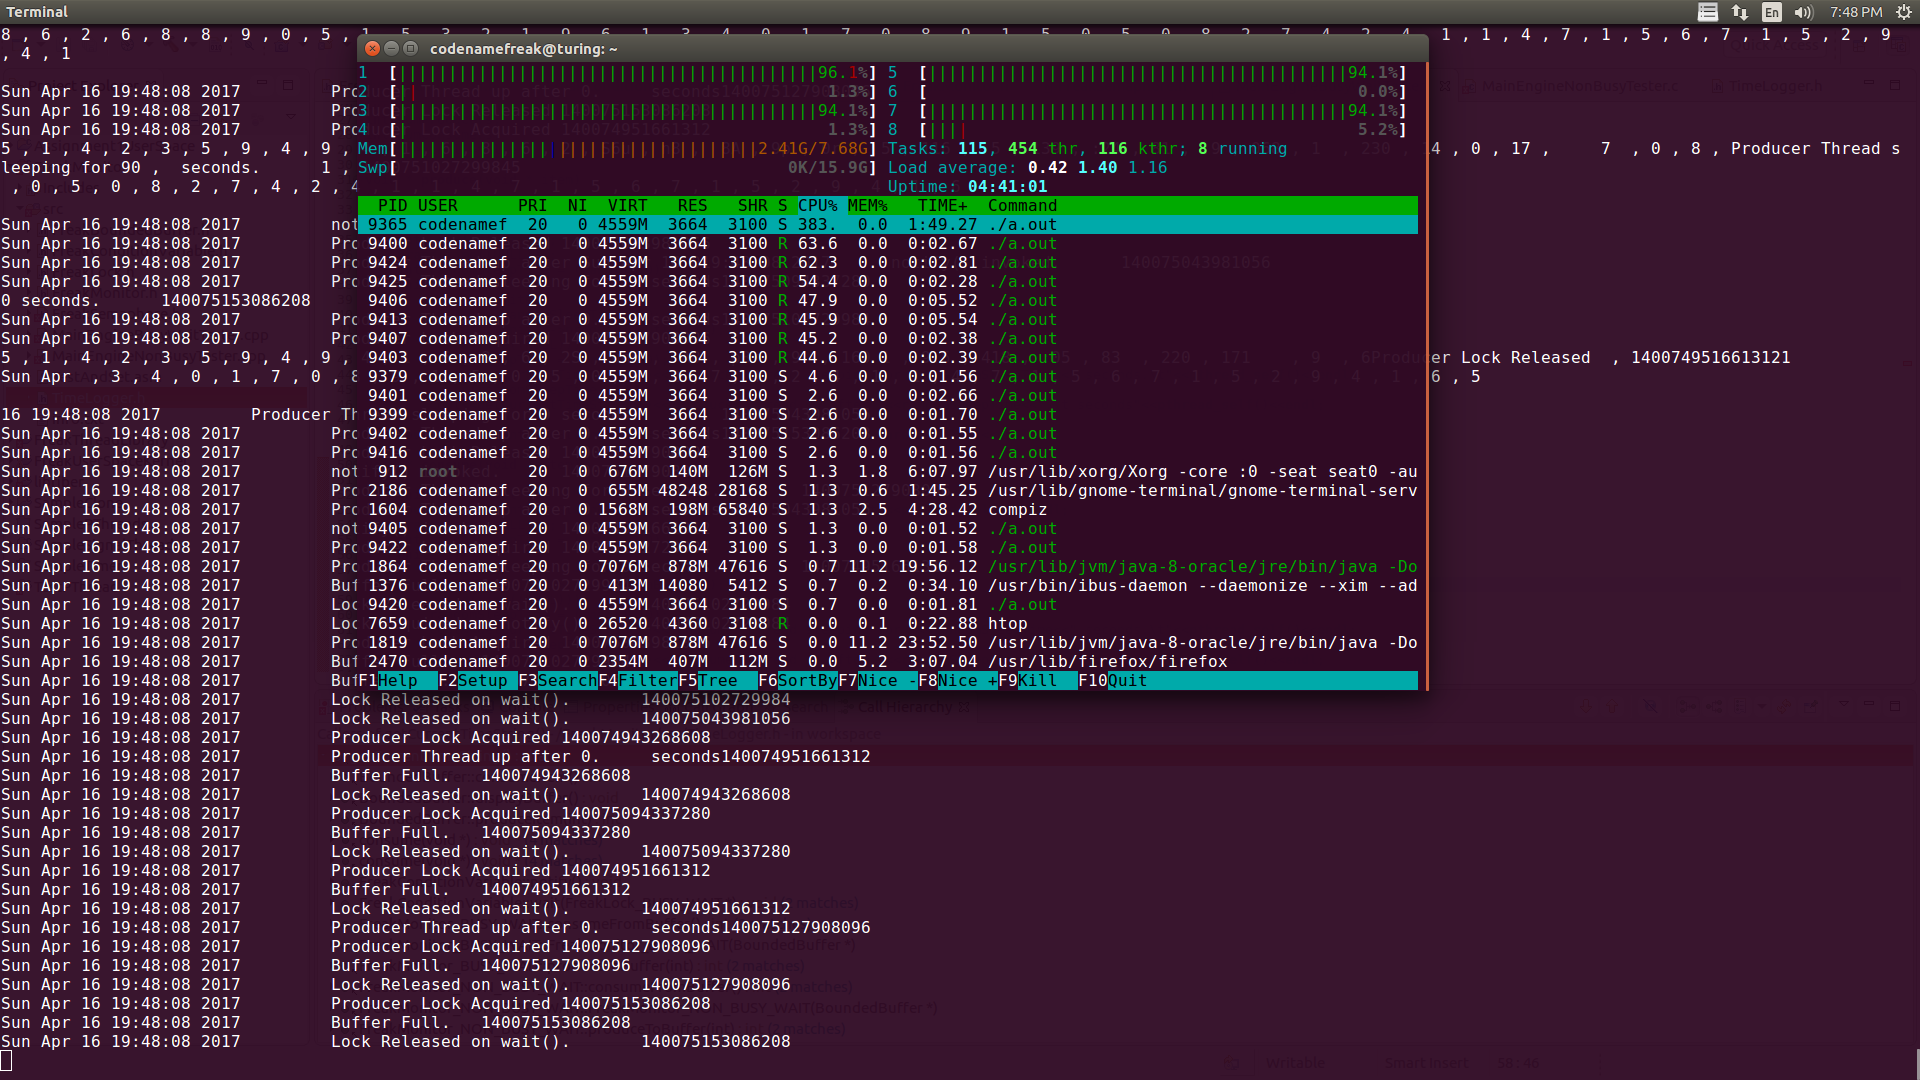 Terminal
En 7:48 PM
8 , 6 , 2 , 6 , 8 , 8 , 9 , 0 , 5 , 1 , 1 , 4 , 7 , 1 , 5 , 6 , 7 , 1 , 5 , 2 , 9
, 4 , 1
codenamefreak@turing: ~
1 [96.1%] 5 [94.1%]
Sun Apr 16 19:48:08 2017 Pro 2 [1.3%] 6 [0.0%]
Sun Apr 16 19:48:08 2017 Pro 3 [94.1%] 7 [94.1%]
Sun Apr 16 19:48:08 2017 Pro 4 [1.3%] 8 [5.2%]
5 , 1 , 4 , 2 , 3 , 5 , 9 , 4 , 9 , Mem[2.41G/7.68G] Tasks: 115, 454 thr, 116 kthr; 8 running , 0 , 17 , 7 , 0 , 8 , Producer Thread s
leeping for 90 , seconds. 1 , Swp[0K/15.9G] Load average: 0.42 1.40 1.16
, 0 , 5 , 0 , 8 , 2 , 7 , 4 , 2 , 4 Uptime: 04:41:01
PID USER PRI NI VIRT RES SHR S CPU% MEM% TIME+ Command
Sun Apr 16 19:48:08 2017 not 9365 codenamef 20 0 4559M 3664 3100 S 383. 0.0 1:49.27 ./a.out
Sun Apr 16 19:48:08 2017 Pro 9400 codenamef 20 0 4559M 3664 3100 R 63.6 0.0 0:02.67 ./a.out
Sun Apr 16 19:48:08 2017 Pro 9424 codenamef 20 0 4559M 3664 3100 R 62.3 0.0 0:02.81 ./a.out
Sun Apr 16 19:48:08 2017 Pro 9425 codenamef 20 0 4559M 3664 3100 R 54.4 0.0 0:02.28 ./a.out
0 seconds. 140075153086208 9406 codenamef 20 0 4559M 3664 3100 R 47.9 0.0 0:05.52 ./a.out
Sun Apr 16 19:48:08 2017 Pro 9413 codenamef 20 0 4559M 3664 3100 R 45.9 0.0 0:05.54 ./a.out
Sun Apr 16 19:48:08 2017 Pro 9407 codenamef 20 0 4559M 3664 3100 R 45.2 0.0 0:02.38 ./a.out
5 , 1 , 4 , 2 , 3 , 5 , 9 , 4 , 9 , 9403 codenamef 20 0 4559M 3664 3100 R 44.6 0.0 0:02.39 ./a.out Producer Lock Released , 1400749516613121
Sun Apr , 3 , 4 , 0 , 1 , 7 , 0 , 8 9379 codenamef 20 0 4559M 3664 3100 S 4.6 0.0 0:01.56 ./a.out 6 , 5
9401 codenamef 20 0 4559M 3664 3100 S 2.6 0.0 0:02.66 ./a.out
16 19:48:08 2017 Producer Th 9399 codenamef 20 0 4559M 3664 3100 S 2.6 0.0 0:01.70 ./a.out
Sun Apr 16 19:48:08 2017 Pro 9402 codenamef 20 0 4559M 3664 3100 S 2.6 0.0 0:01.55 ./a.out
Sun Apr 16 19:48:08 2017 Pro 9416 codenamef 20 0 4559M 3664 3100 S 2.6 0.0 0:01.56 ./a.out
Sun Apr 16 19:48:08 2017 not 912 root 20 0 676M 140M 126M S 1.3 1.8 6:07.97 /usr/lib/xorg/Xorg -core :0 -seat seat0 -au
Sun Apr 16 19:48:08 2017 Pro 2186 codenamef 20 0 655M 48248 28168 S 1.3 0.6 1:45.25 /usr/lib/gnome-terminal/gnome-terminal-serv
Sun Apr 16 19:48:08 2017 Pro 1604 codenamef 20 0 1568M 198M 65840 S 1.3 2.5 4:28.42 compiz
Sun Apr 16 19:48:08 2017 not 9405 codenamef 20 0 4559M 3664 3100 S 1.3 0.0 0:01.52 ./a.out
Sun Apr 16 19:48:08 2017 Pro 9422 codenamef 20 0 4559M 3664 3100 S 1.3 0.0 0:01.58 ./a.out
Sun Apr 16 19:48:08 2017 Pro 1864 codenamef 20 0 7076M 878M 47616 S 0.7 11.2 19:56.12 /usr/lib/jvm/java-8-oracle/jre/bin/java -Do
Sun Apr 16 19:48:08 2017 Buf 1376 codenamef 20 0 413M 14080 5412 S 0.7 0.2 0:34.10 /usr/bin/ibus-daemon --daemonize --xim --ad
Sun Apr 16 19:48:08 2017 Loc 9420 codenamef 20 0 4559M 3664 3100 S 0.7 0.0 0:01.81 ./a.out
Sun Apr 16 19:48:08 2017 Loc 7659 codenamef 20 0 26520 4360 3108 R 0.0 0.1 0:22.88 htop
Sun Apr 16 19:48:08 2017 Pro 1819 codenamef 20 0 7076M 878M 47616 S 0.0 11.2 23:52.50 /usr/lib/jvm/java-8-oracle/jre/bin/java -Do
Sun Apr 16 19:48:08 2017 Buf 2470 codenamef 20 0 2354M 407M 112M S 0.0 5.2 3:07.04 /usr/lib/firefox/firefox
Sun Apr 16 19:48:08 2017 Buf F1Help F2Setup F3Search F4Filter F5Tree F6SortBy F7Nice - F8Nice + F9Kill F10Quit
Sun Apr 16 19:48:08 2017 Lock Released on wait(). 140075102729984
Sun Apr 16 19:48:08 2017 Lock Released on wait(). 140075043981056
Sun Apr 16 19:48:08 2017 Producer Lock Acquired 140074943268608
Sun Apr 16 19:48:08 2017 Producer Thread up after 0. seconds140074951661312
Sun Apr 16 19:48:08 2017 Buffer Full. 140074943268608
Sun Apr 16 19:48:08 2017 Lock Released on wait(). 140074943268608
Sun Apr 16 19:48:08 2017 Producer Lock Acquired 140075094337280
Sun Apr 16 19:48:08 2017 Buffer Full. 140075094337280
Sun Apr 16 19:48:08 2017 Lock Released on wait(). 140075094337280
Sun Apr 16 19:48:08 2017 Producer Lock Acquired 140074951661312
Sun Apr 16 19:48:08 2017 Buffer Full. 140074951661312
Sun Apr 16 19:48:08 2017 Lock Released on wait(). 140074951661312
Sun Apr 16 19:48:08 2017 Producer Thread up after 0. seconds140075127908096
Sun Apr 16 19:48:08 2017 Producer Lock Acquired 140075127908096
Sun Apr 16 19:48:08 2017 Buffer Full. 140075127908096
Sun Apr 16 19:48:08 2017 Lock Released on wait(). 140075127908096
Sun Apr 16 19:48:08 2017 Producer Lock Acquired 140075153086208
Sun Apr 16 19:48:08 2017 Buffer Full. 140075153086208
Sun Apr 16 19:48:08 2017 Lock Released on wait(). 140075153086208
Writable Smart Insert 58:46